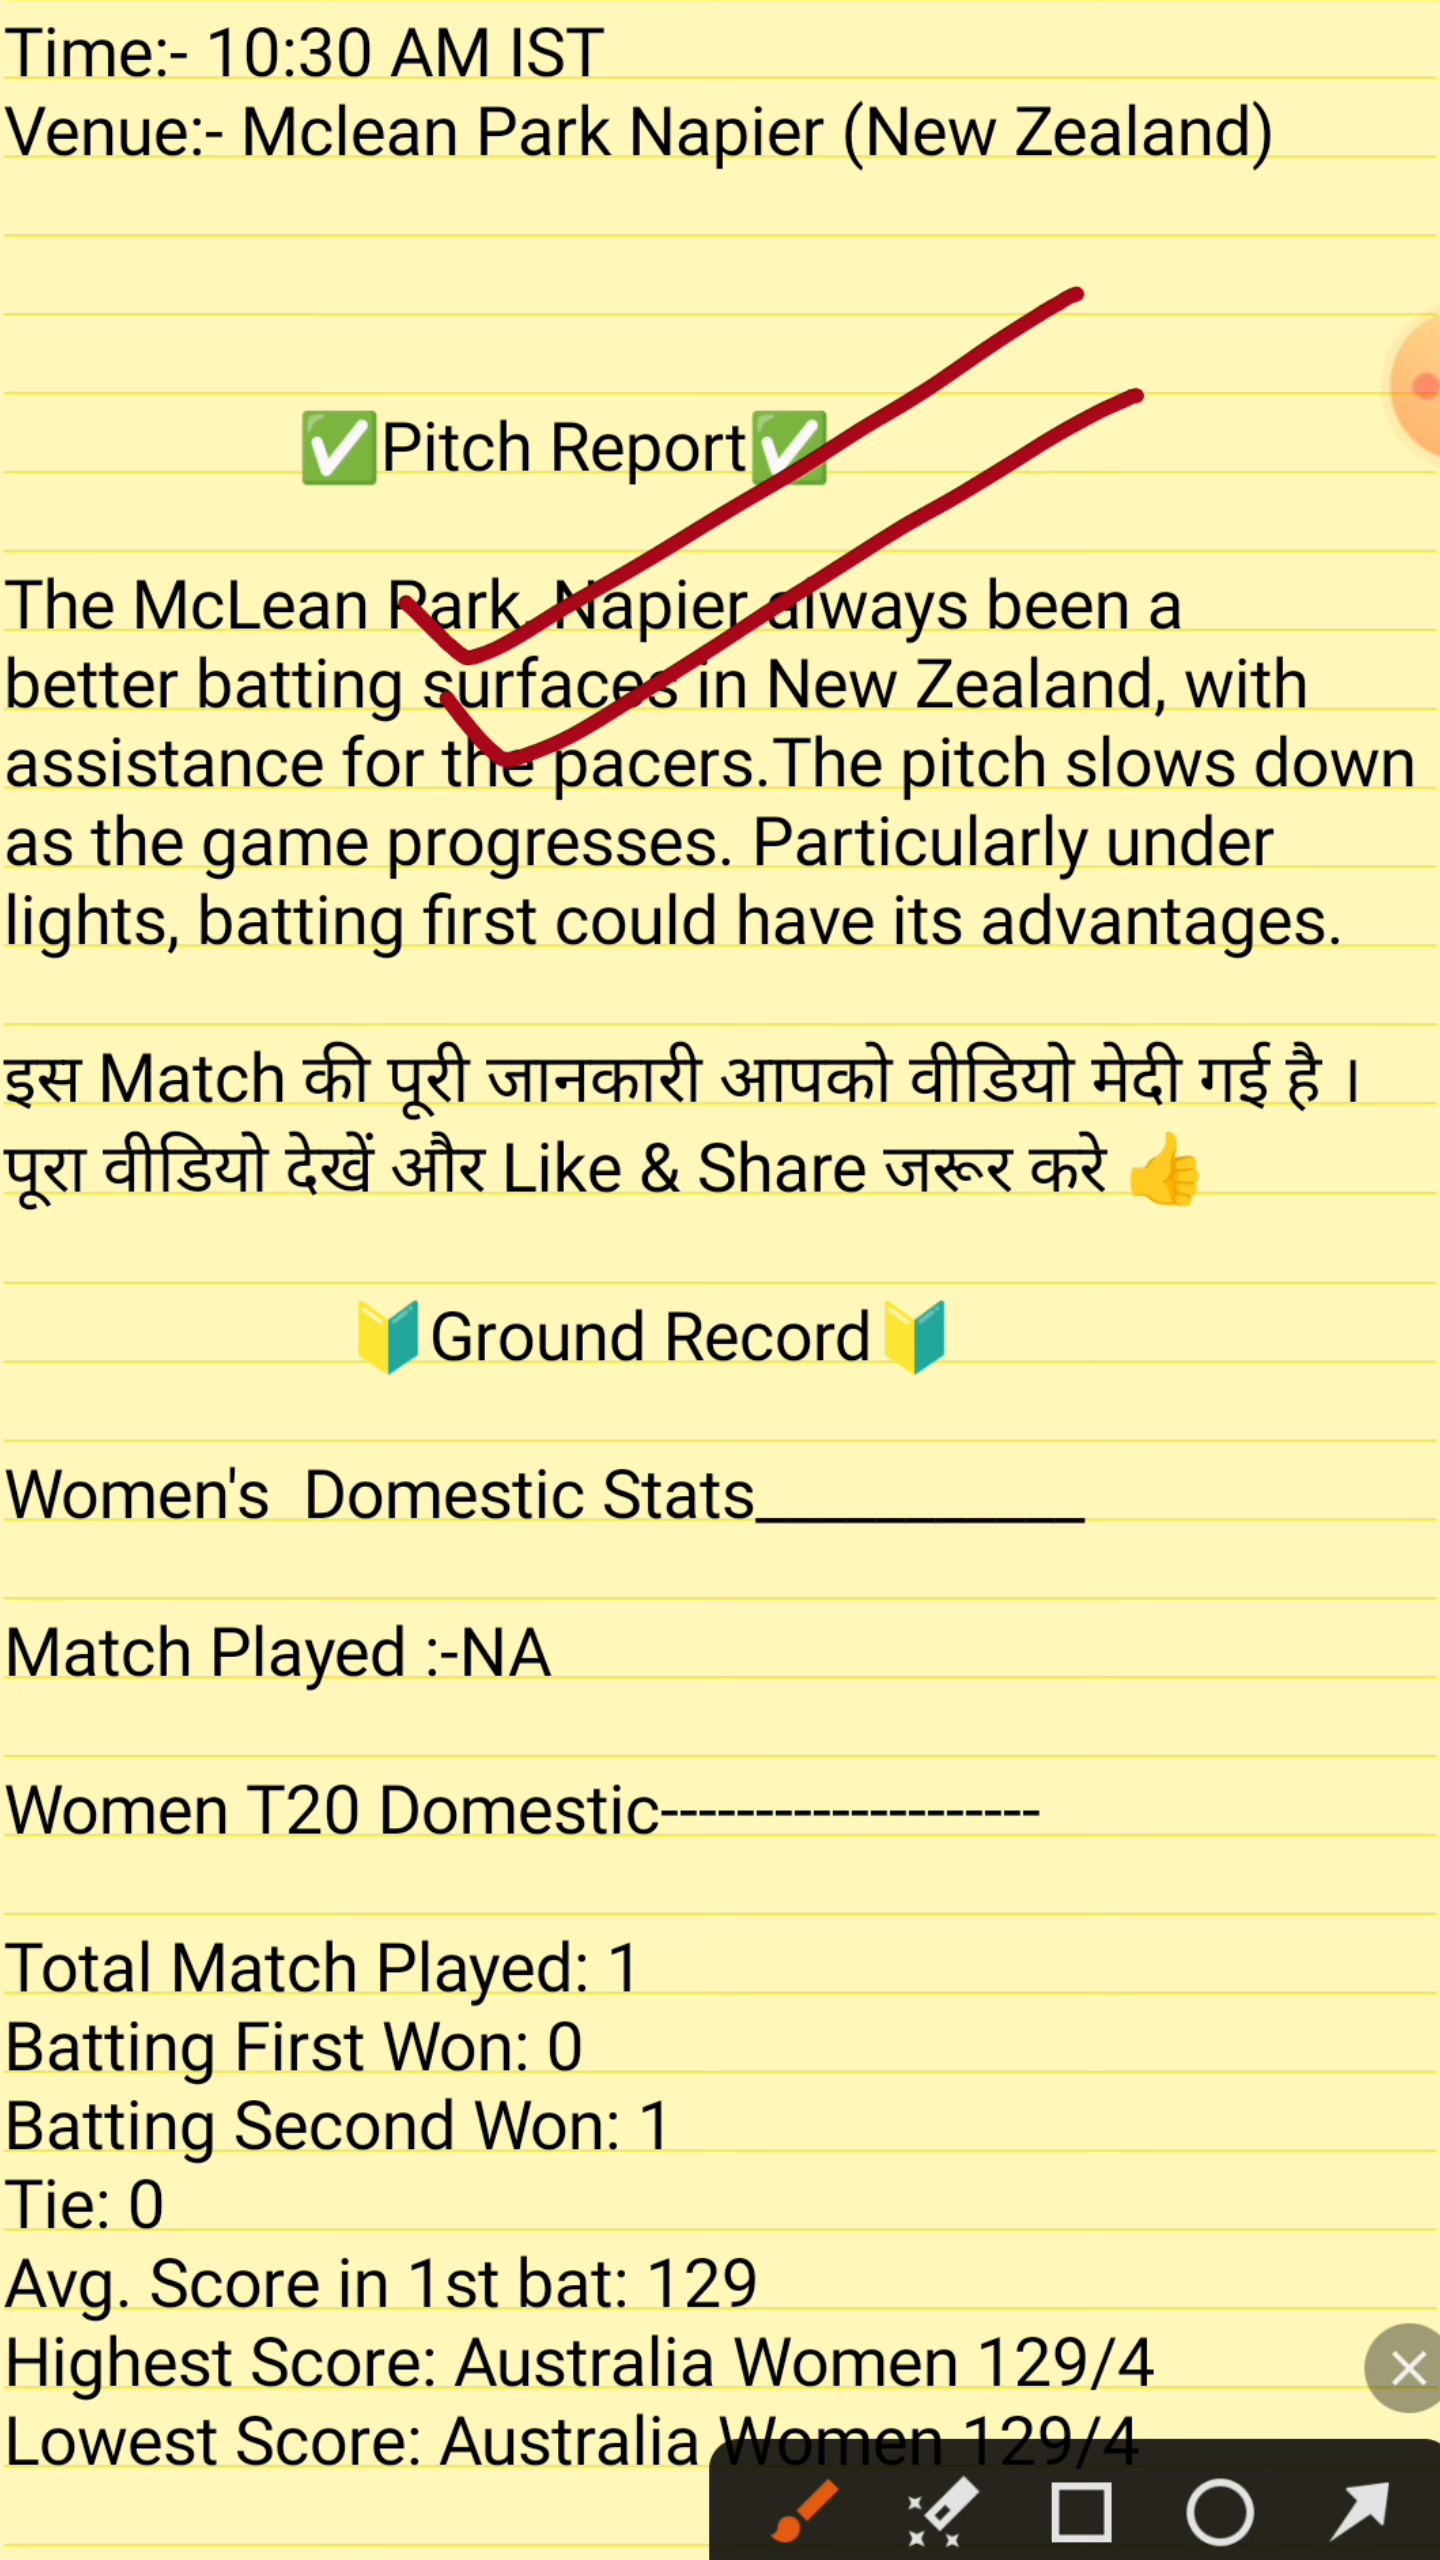 Time:- 10:30 AM IST
Venue:- Mclean Park Napier (New Zealand)
✅Pitch Report✅
The McLean Park, Napier always been a
better batting surfaces in New Zealand, with
assistance for the pacers.The pitch slows down
as the game progresses. Particularly under
lights, batting first could have its advantages.
इस Match की पूरी जानकारी आपको वीडियो मेदी गई है ।
पूरा वीडियो देखें और Like & Share जरूर करे 👍
🔰Ground Record🔰
Women's  Domestic Stats___________
Match Played :-NA
Women T20 Domestic-------------------
Total Match Played: 1
Batting First Won: 0
Batting Second Won: 1
Tie: 0
Avg. Score in 1st bat: 129
Highest Score: Australia Women 129/4
Lowest Score: Australia Women 129/4